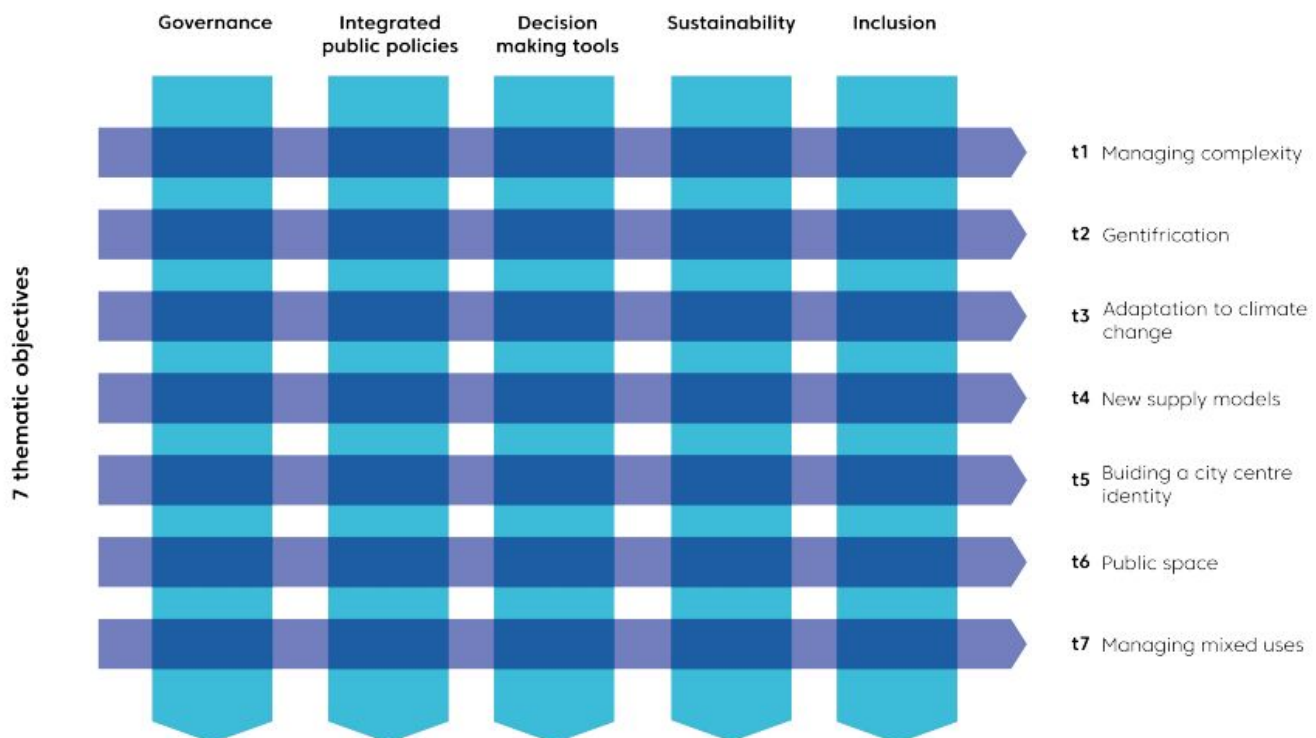 Governance
Integrated
public policies
Decision
making tools
Sustainability
Inclusion
7 thematic objectives
t1 Managing complexity
t2 Gentifrication
t3 Adaptation to climate
change
t4 New supply models
t5 Buiding a city centre
identity
t6 Public space
t7 Managing mixed uses